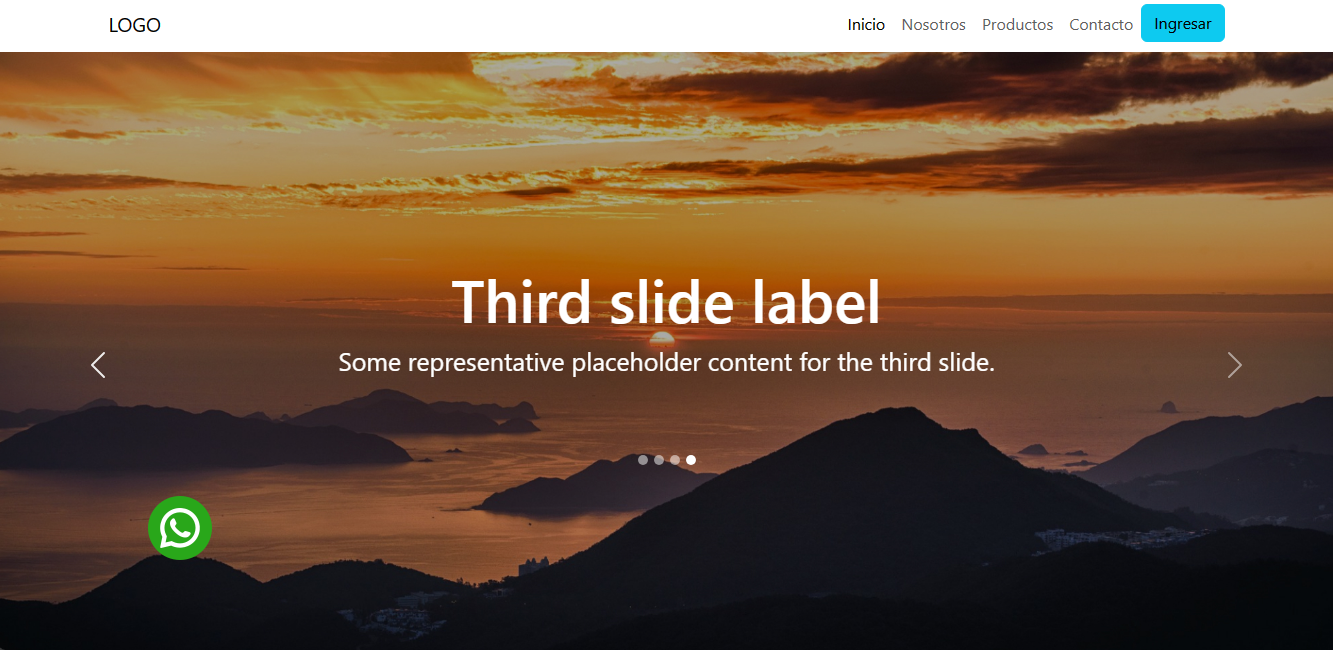 LOGO
Inicio Nosotros Productos Contacto Ingresar
Third slide label
Some representative placeholder content for the third slide.